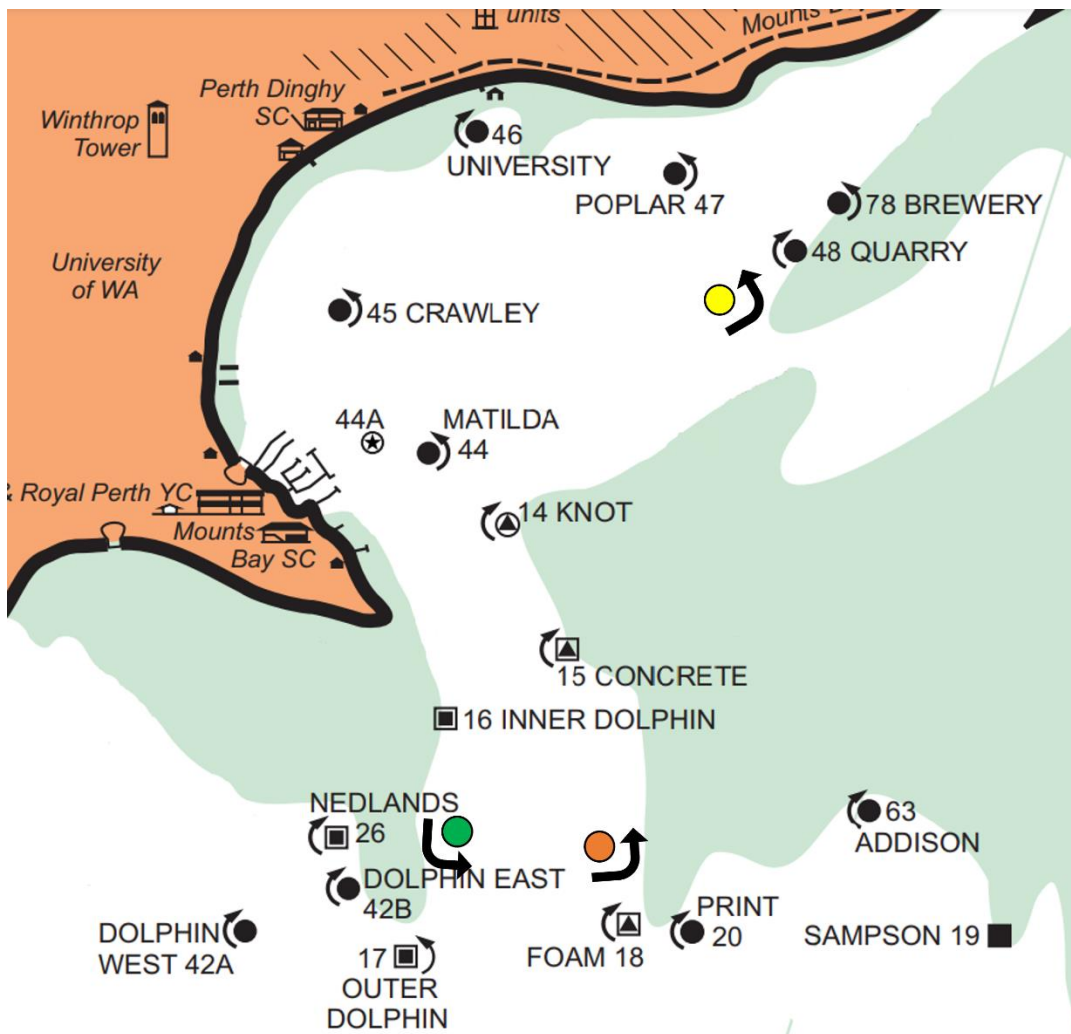 units
Mounts
Perth Dinghy
SC
Winthrop
Tower
46
UNIVERSITY
POPLAR 47
78 BREWERY
48 QUARRY
University
of WA
45 CRAWLEY
44A
MATILDA
44
& Royal Perth YC
14 KNOT
Mounts
Bay SC
15 CONCRETE
16 INNER DOLPHIN
NEDLANDS
26
63
ADDISON
DOLPHIN EAST
42B
PRINT
20
DOLPHIN
WEST 42A
FOAM 18
SAMPSON 19
17
OUTER
DOLPHIN